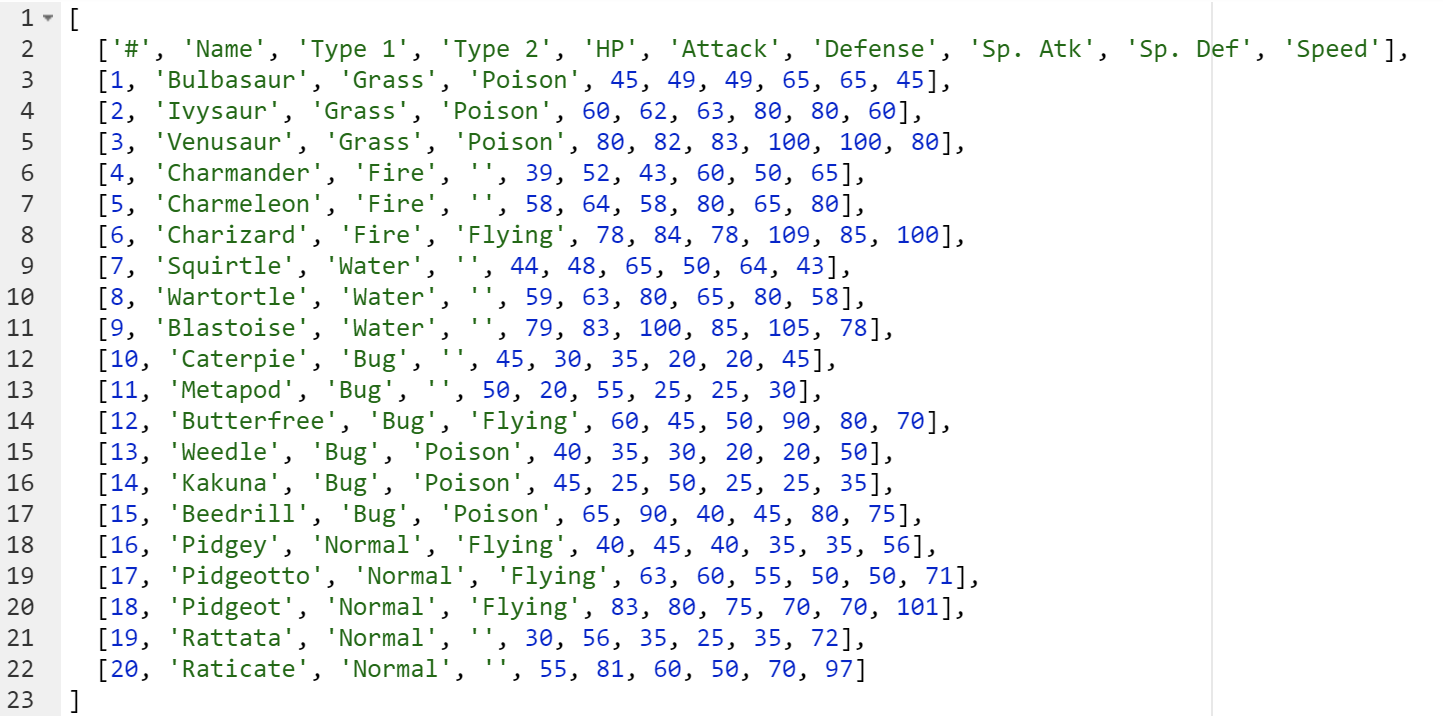 1 [
2 ['#', 'Name', 'Type 1', 'Type 2', 'HP', 'Attack', 'Defense', 'Sp. Atk', 'Sp. Def', 'Speed'],
3 [1, 'Bulbasaur', 'Grass', 'Poison', 45, 49, 49, 65, 65, 45],
4 [2, 'Ivysaur', 'Grass', 'Poison', 60, 62, 63, 80, 80, 60],
5 [3, 'Venusaur', 'Grass', 'Poison', 80, 82, 83, 100, 100, 80],
6 [4, 'Charmander', 'Fire', '', 39, 52, 43, 60, 50, 65],
7 [5, 'Charmeleon', 'Fire', '', 58, 64, 58, 80, 65, 80],
8 [6, 'Charizard', 'Fire', 'Flying', 78, 84, 78, 109, 85, 100],
9 [7, 'Squirtle', 'Water', '', 44, 48, 65, 50, 64, 43],
10 [8, 'Wartortle', 'Water', '', 59, 63, 80, 65, 80, 58],
11 [9, 'Blastoise', 'Water', '', 79, 83, 100, 85, 105, 78],
12 [10, 'Caterpie', 'Bug', '', 45, 30, 35, 20, 20, 45],
13 [11, 'Metapod', 'Bug', '', 50, 20, 55, 25, 25, 30],
14 [12, 'Butterfree', 'Bug', 'Flying', 60, 45, 50, 90, 80, 70],
15 [13, 'Weedle', 'Bug', 'Poison', 40, 35, 30, 20, 20, 50],
16 [14, 'Kakuna', 'Bug', 'Poison', 45, 25, 50, 25, 25, 35],
17 [15, 'Beedrill', 'Bug', 'Poison', 65, 90, 40, 45, 80, 75],
18 [16, 'Pidgey', 'Normal', 'Flying', 40, 45, 40, 35, 35, 56],
19 [17, 'Pidgeotto', 'Normal', 'Flying', 63, 60, 55, 50, 50, 71],
20 [18, 'Pidgeot', 'Normal', 'Flying', 83, 80, 75, 70, 70, 101],
21 [19, 'Rattata', 'Normal', '', 30, 56, 35, 25, 35, 72],
22 [20, 'Raticate', 'Normal', '', 55, 81, 60, 50, 70, 97]
23 ]